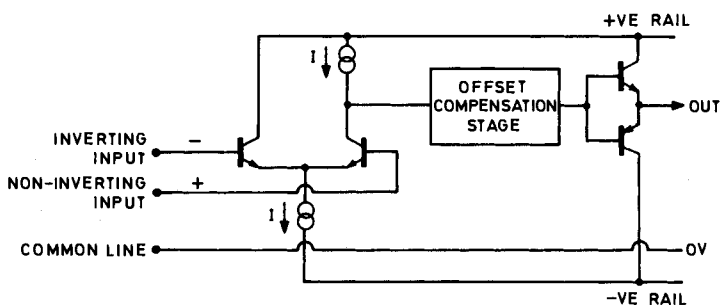 +VE RAIL
I
OFFSET
COMPENSATION
STAGE
OUT
INVERTING
INPUT
−
NON-INVERTING
INPUT
+
I
COMMON LINE
OV
-VE RAIL